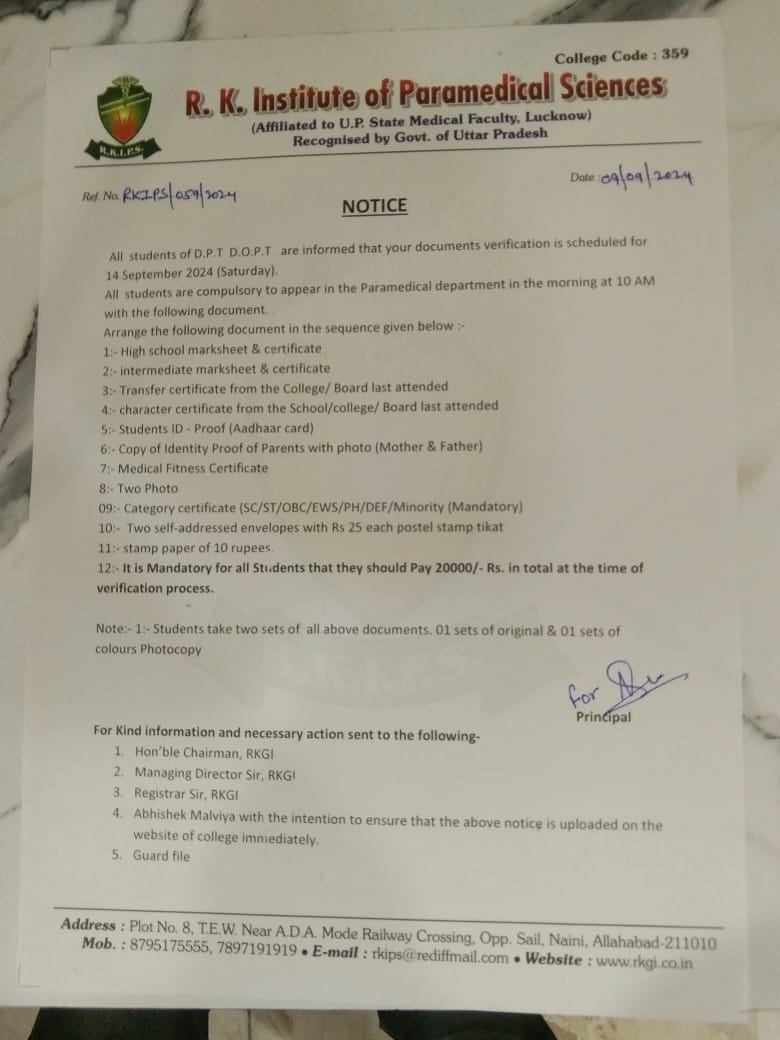 College Code : 359
R. K. Institute of Paramedical Sciences
(Affiliated to U.P. State Medical Faculty, Lucknow)
Recognised by Govt. of Uttar Pradesh
R.K.I.P.S.
Ref. No. RKIPS/059/2024
Date : 09/09/2024
NOTICE
All students of D.P.T D.O.P.T are informed that your documents verification is scheduled for
14 September 2024 (Saturday).
All students are compulsory to appear in the Paramedical department in the morning at 10 AM
with the following document.
Arrange the following document in the sequence given below :-
1:- High school marksheet & certificate
2:- intermediate marksheet & certificate
3:- Transfer certificate from the College/ Board last attended
4:- character certificate from the School/college/ Board last attended
5:- Students ID - Proof (Aadhaar card)
6:- Copy of Identity Proof of Parents with photo (Mother & Father)
7:- Medical Fitness Certificate
8:- Two Photo
09:- Category certificate (SC/ST/OBC/EWS/PH/DEF/Minority (Mandatory)
10:- Two self-addressed envelopes with Rs 25 each postel stamp tikat
11:- stamp paper of 10 rupees.
12:- It is Mandatory for all Students that they should Pay 20000/- Rs. in total at the time of
verification process.
Note:- 1:- Students take two sets of all above documents. 01 sets of original & 01 sets of
colours Photocopy
R.K.I.P.S.
For
Principal
For Kind information and necessary action sent to the following-
1. Hon'ble Chairman, RKGI
2. Managing Director Sir, RKGI
3. Registrar Sir, RKGI
4. Abhishek Malviya with the intention to ensure that the above notice is uploaded on the
website of college immediately.
5. Guard file
Address : Plot No. 8, T.E.W. Near A.D.A. Mode Railway Crossing, Opp. Sail, Naini, Allahabad-211010
Mob. : 8795175555, 7897191919 • E-mail : rkips@rediffmail.com • Website : www.rkgi.co.in